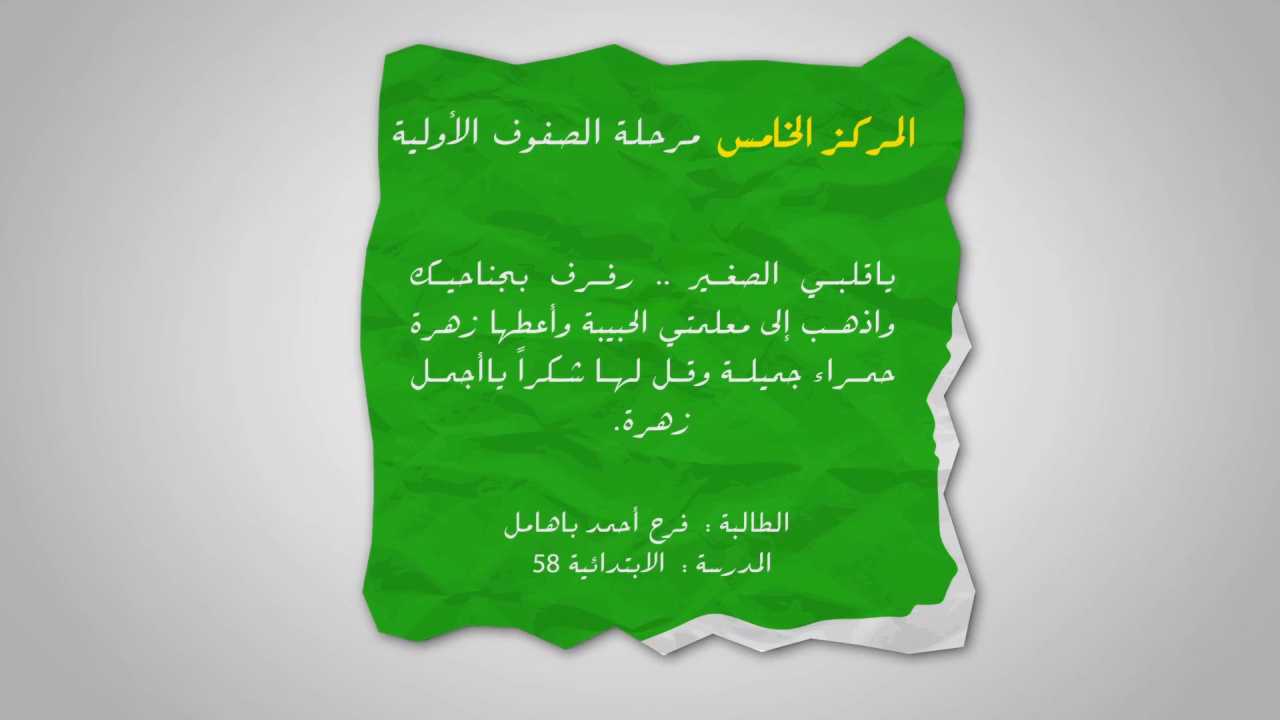 المركز الخامس مرحلة الصفوف الأولية
ياقلبي الصغير .. رفرف بجناحيك
واذهب إلى معلمتي الحبيبة وأعطها زهرة
حمراء جميلة وقل لها شكراً ياأجمل
زهرة.
الطالبة : فرح أحمد باهامل
المدرسة : الابتدائية 58